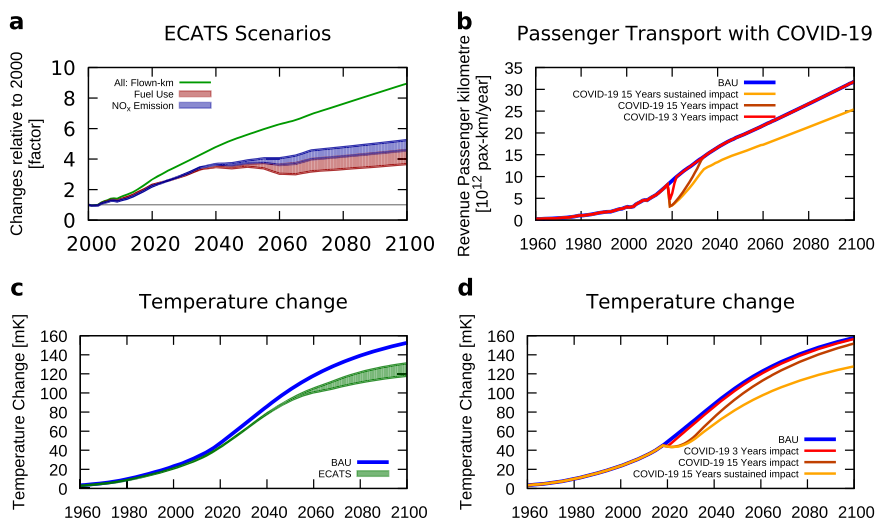 a
ECATS Scenarios
Changes relative to 2000
[factor]
10
8
6
4
2
0
All: Flown-km
Fuel Use
NOx Emission
2000 2020 2040 2060 2080 2100
b
Passenger Transport with COVID-19
Revenue Passenger kilometre
[10^12 pax-km/year]
35
30
25
20
15
10
5
0
BAU
COVID-19 15 Years sustained impact
COVID-19 15 Years impact
COVID-19 3 Years impact
1960 1980 2000 2020 2040 2060 2080 2100
c
Temperature change
Temperature Change [mK]
160
140
120
100
80
60
40
20
0
BAU
ECATS
1960 1980 2000 2020 2040 2060 2080 2100
d
Temperature change
Temperature Change [mK]
160
140
120
100
80
60
40
20
0
BAU
COVID-19 3 Years impact
COVID-19 15 Years impact
COVID-19 15 Years sustained impact
1960 1980 2000 2020 2040 2060 2080 2100